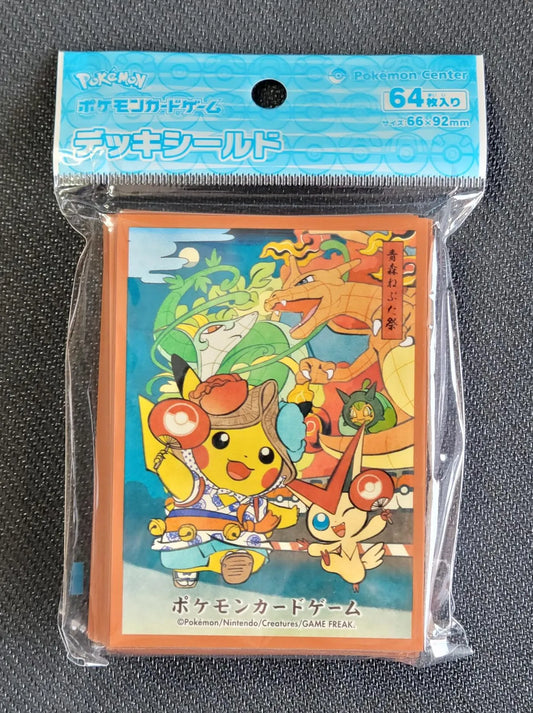 POKÉMON
ポケモンカードゲーム
デッキシールド
Pokémon Center
64枚入り
サイズ 66×92mm
青森ねぶた祭
ポケモンカードゲーム
©Pokémon/Nintendo/Creatures/GAME FREAK.